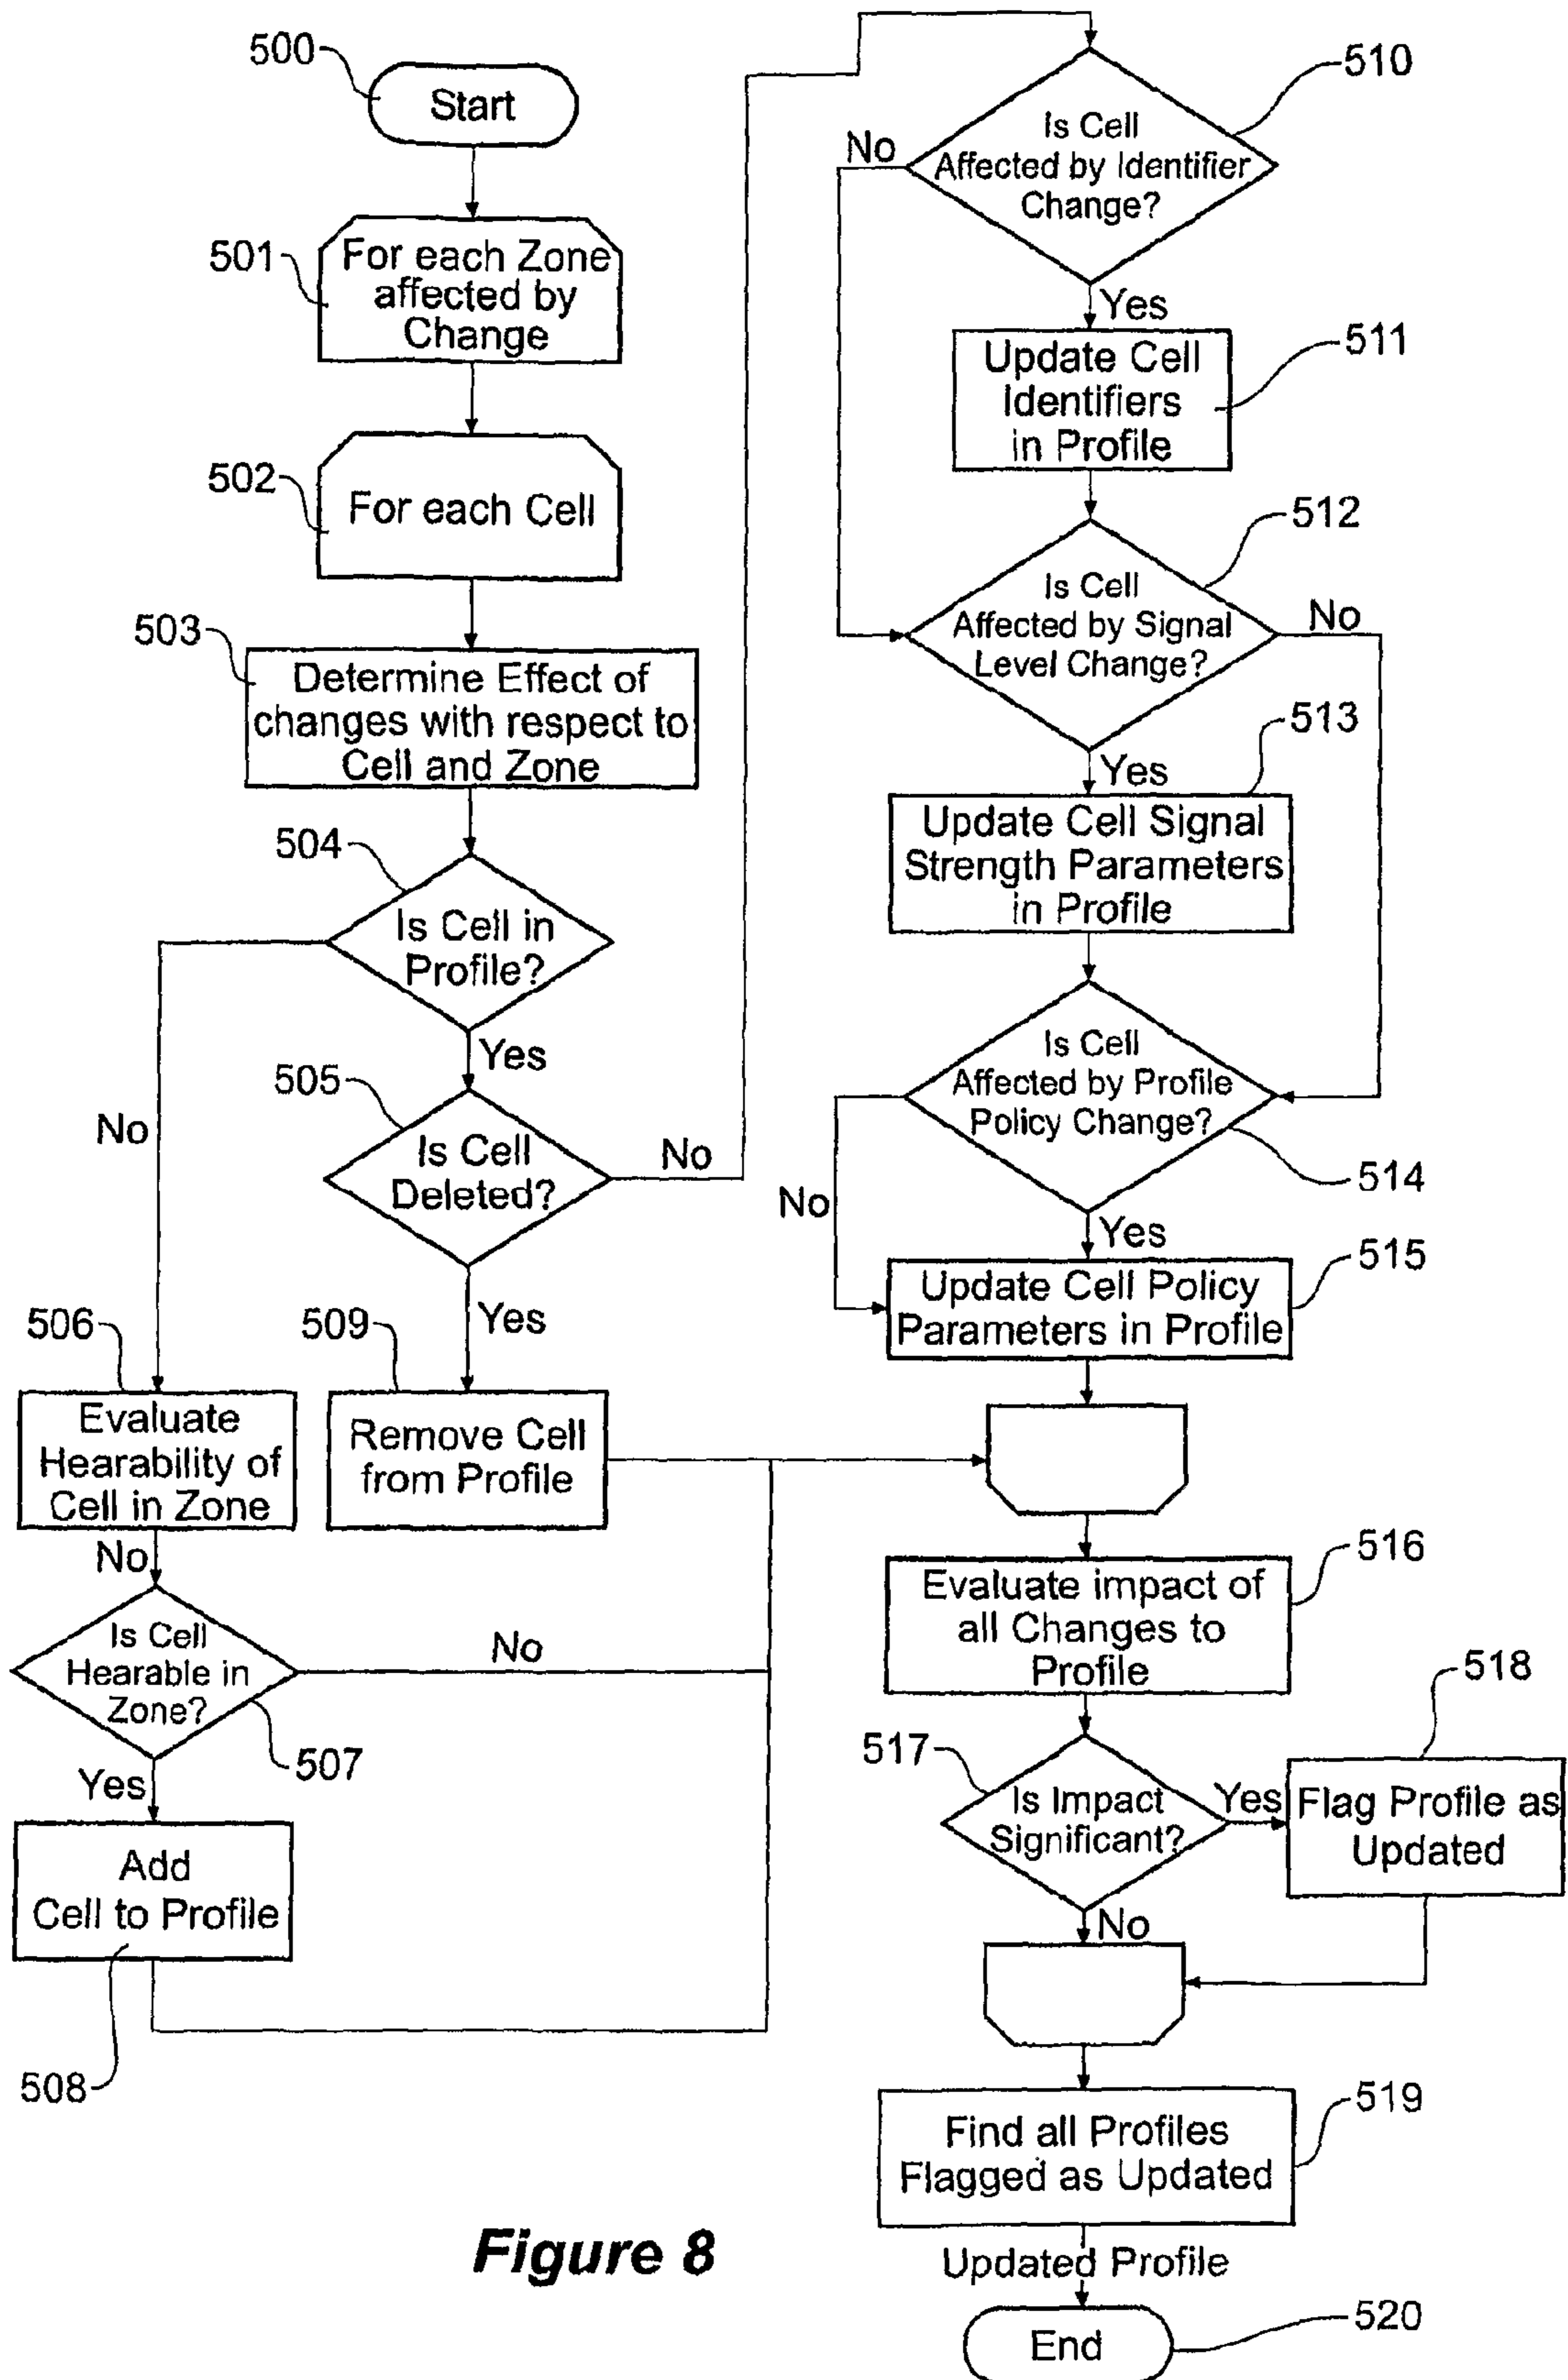 500
Start
501
For each Zone
affected by
Change
502
For each Cell
503
Determine Effect of
changes with respect to
Cell and Zone
504
Is Cell in
Profile?
Yes
No
505
Is Cell
Deleted?
No
Yes
506
Evaluate
Hearability of
Cell in Zone
No
509
Remove Cell
from Profile
Is Cell
Hearable in
Zone?
No
507
Yes
Add
Cell to Profile
508
510
Is Cell
Affected by Identifier
Change?
No
Yes
511
Update Cell
Identifiers
in Profile
512
Is Cell
Affected by Signal
Level Change?
No
Yes
513
Update Cell Signal
Strength Parameters
in Profile
Is Cell
Affected by Profile
Policy Change?
514
No
Yes
515
Update Cell Policy
Parameters in Profile
516
Evaluate impact of
all Changes to
Profile
517
Is Impact
Significant?
Yes
518
Flag Profile as
Updated
No
519
Find all Profiles
Flagged as Updated
Updated Profile
520
End
Figure 8